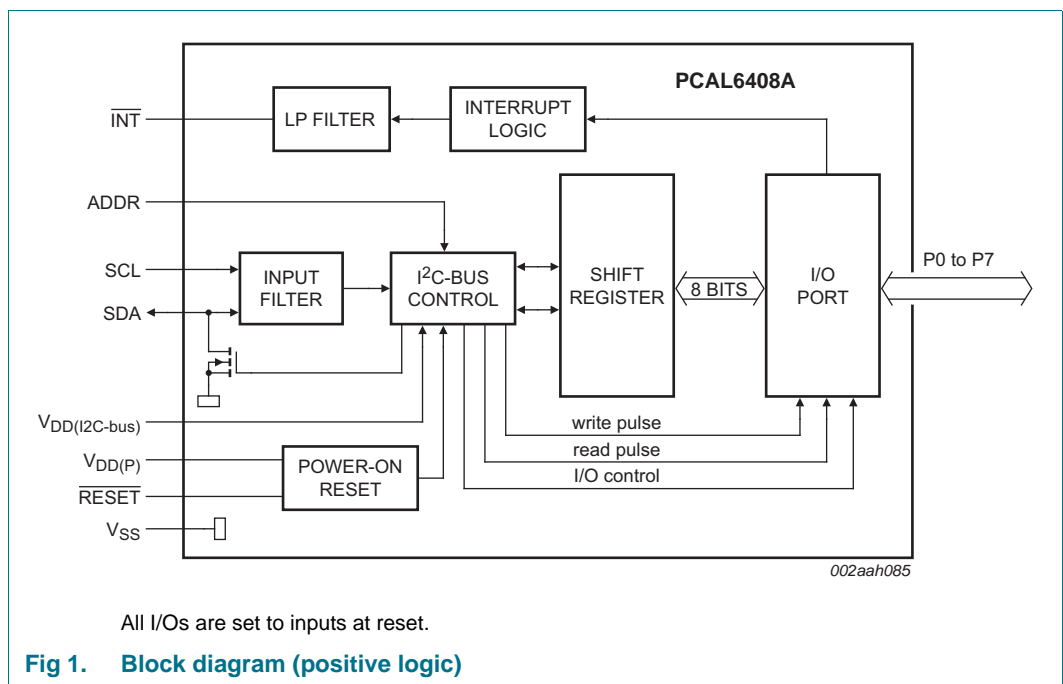 PCAL6408A
INT
LP FILTER
INTERRUPT
LOGIC
ADDR
SCL
INPUT
FILTER
I2C-BUS
CONTROL
SHIFT
REGISTER
8 BITS
I/O
PORT
P0 to P7
SDA
VDD(I2C-bus)
write pulse
VDD(P)
POWER-ON
RESET
read pulse
RESET
I/O control
VSS
002aah085
All I/Os are set to inputs at reset.
Fig 1. Block diagram (positive logic)